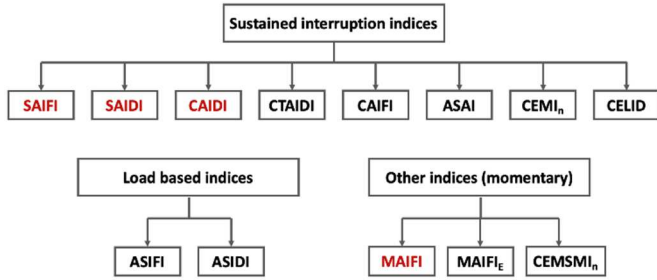 Sustained interruption indices
SAIFI SAIDI CAIDI CTAIDI CAIFI ASAI CEMIn CELID
Load based indices Other indices (momentary)
ASIFI ASIDI MAIFI MAIFIE CEMSMIn